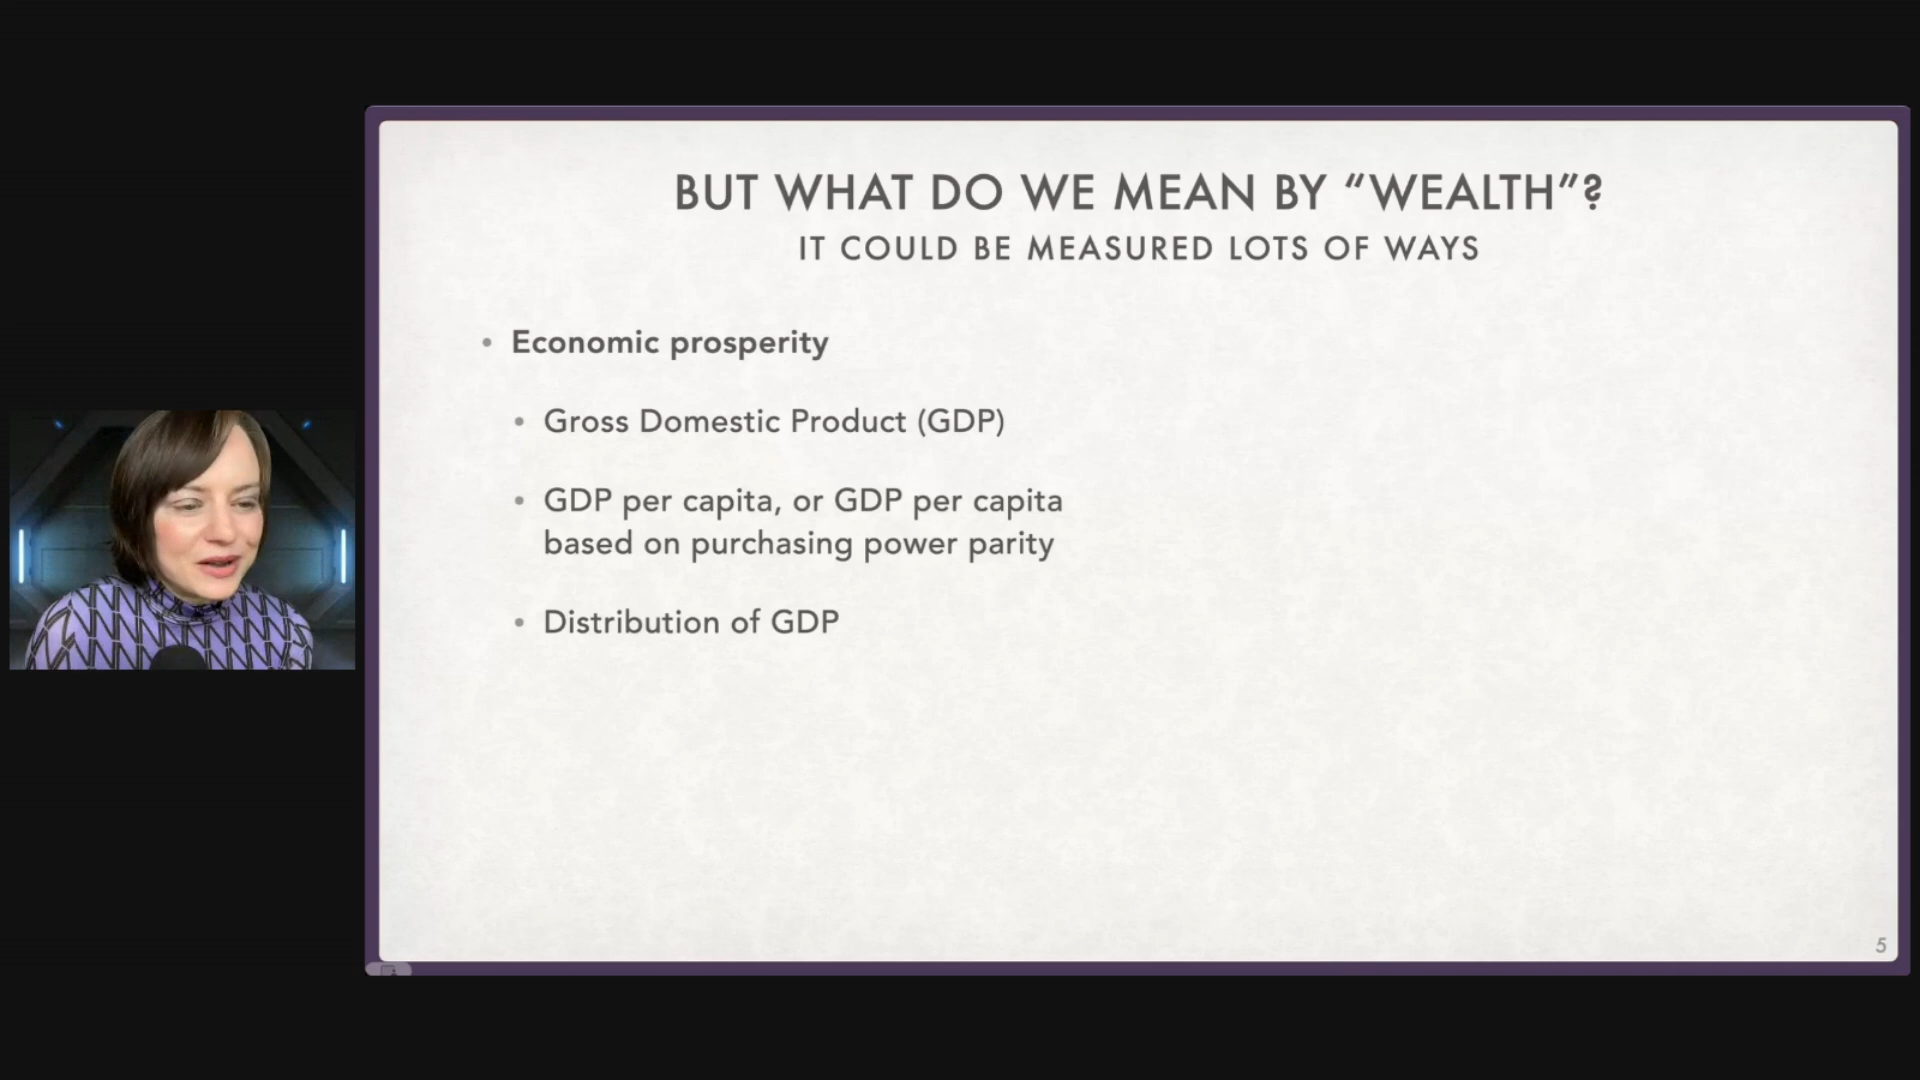 BUT WHAT DO WE MEAN BY “WEALTH”?
IT COULD BE MEASURED LOTS OF WAYS
• Economic prosperity
• Gross Domestic Product (GDP)
• GDP per capita, or GDP per capita
based on purchasing power parity
• Distribution of GDP
5